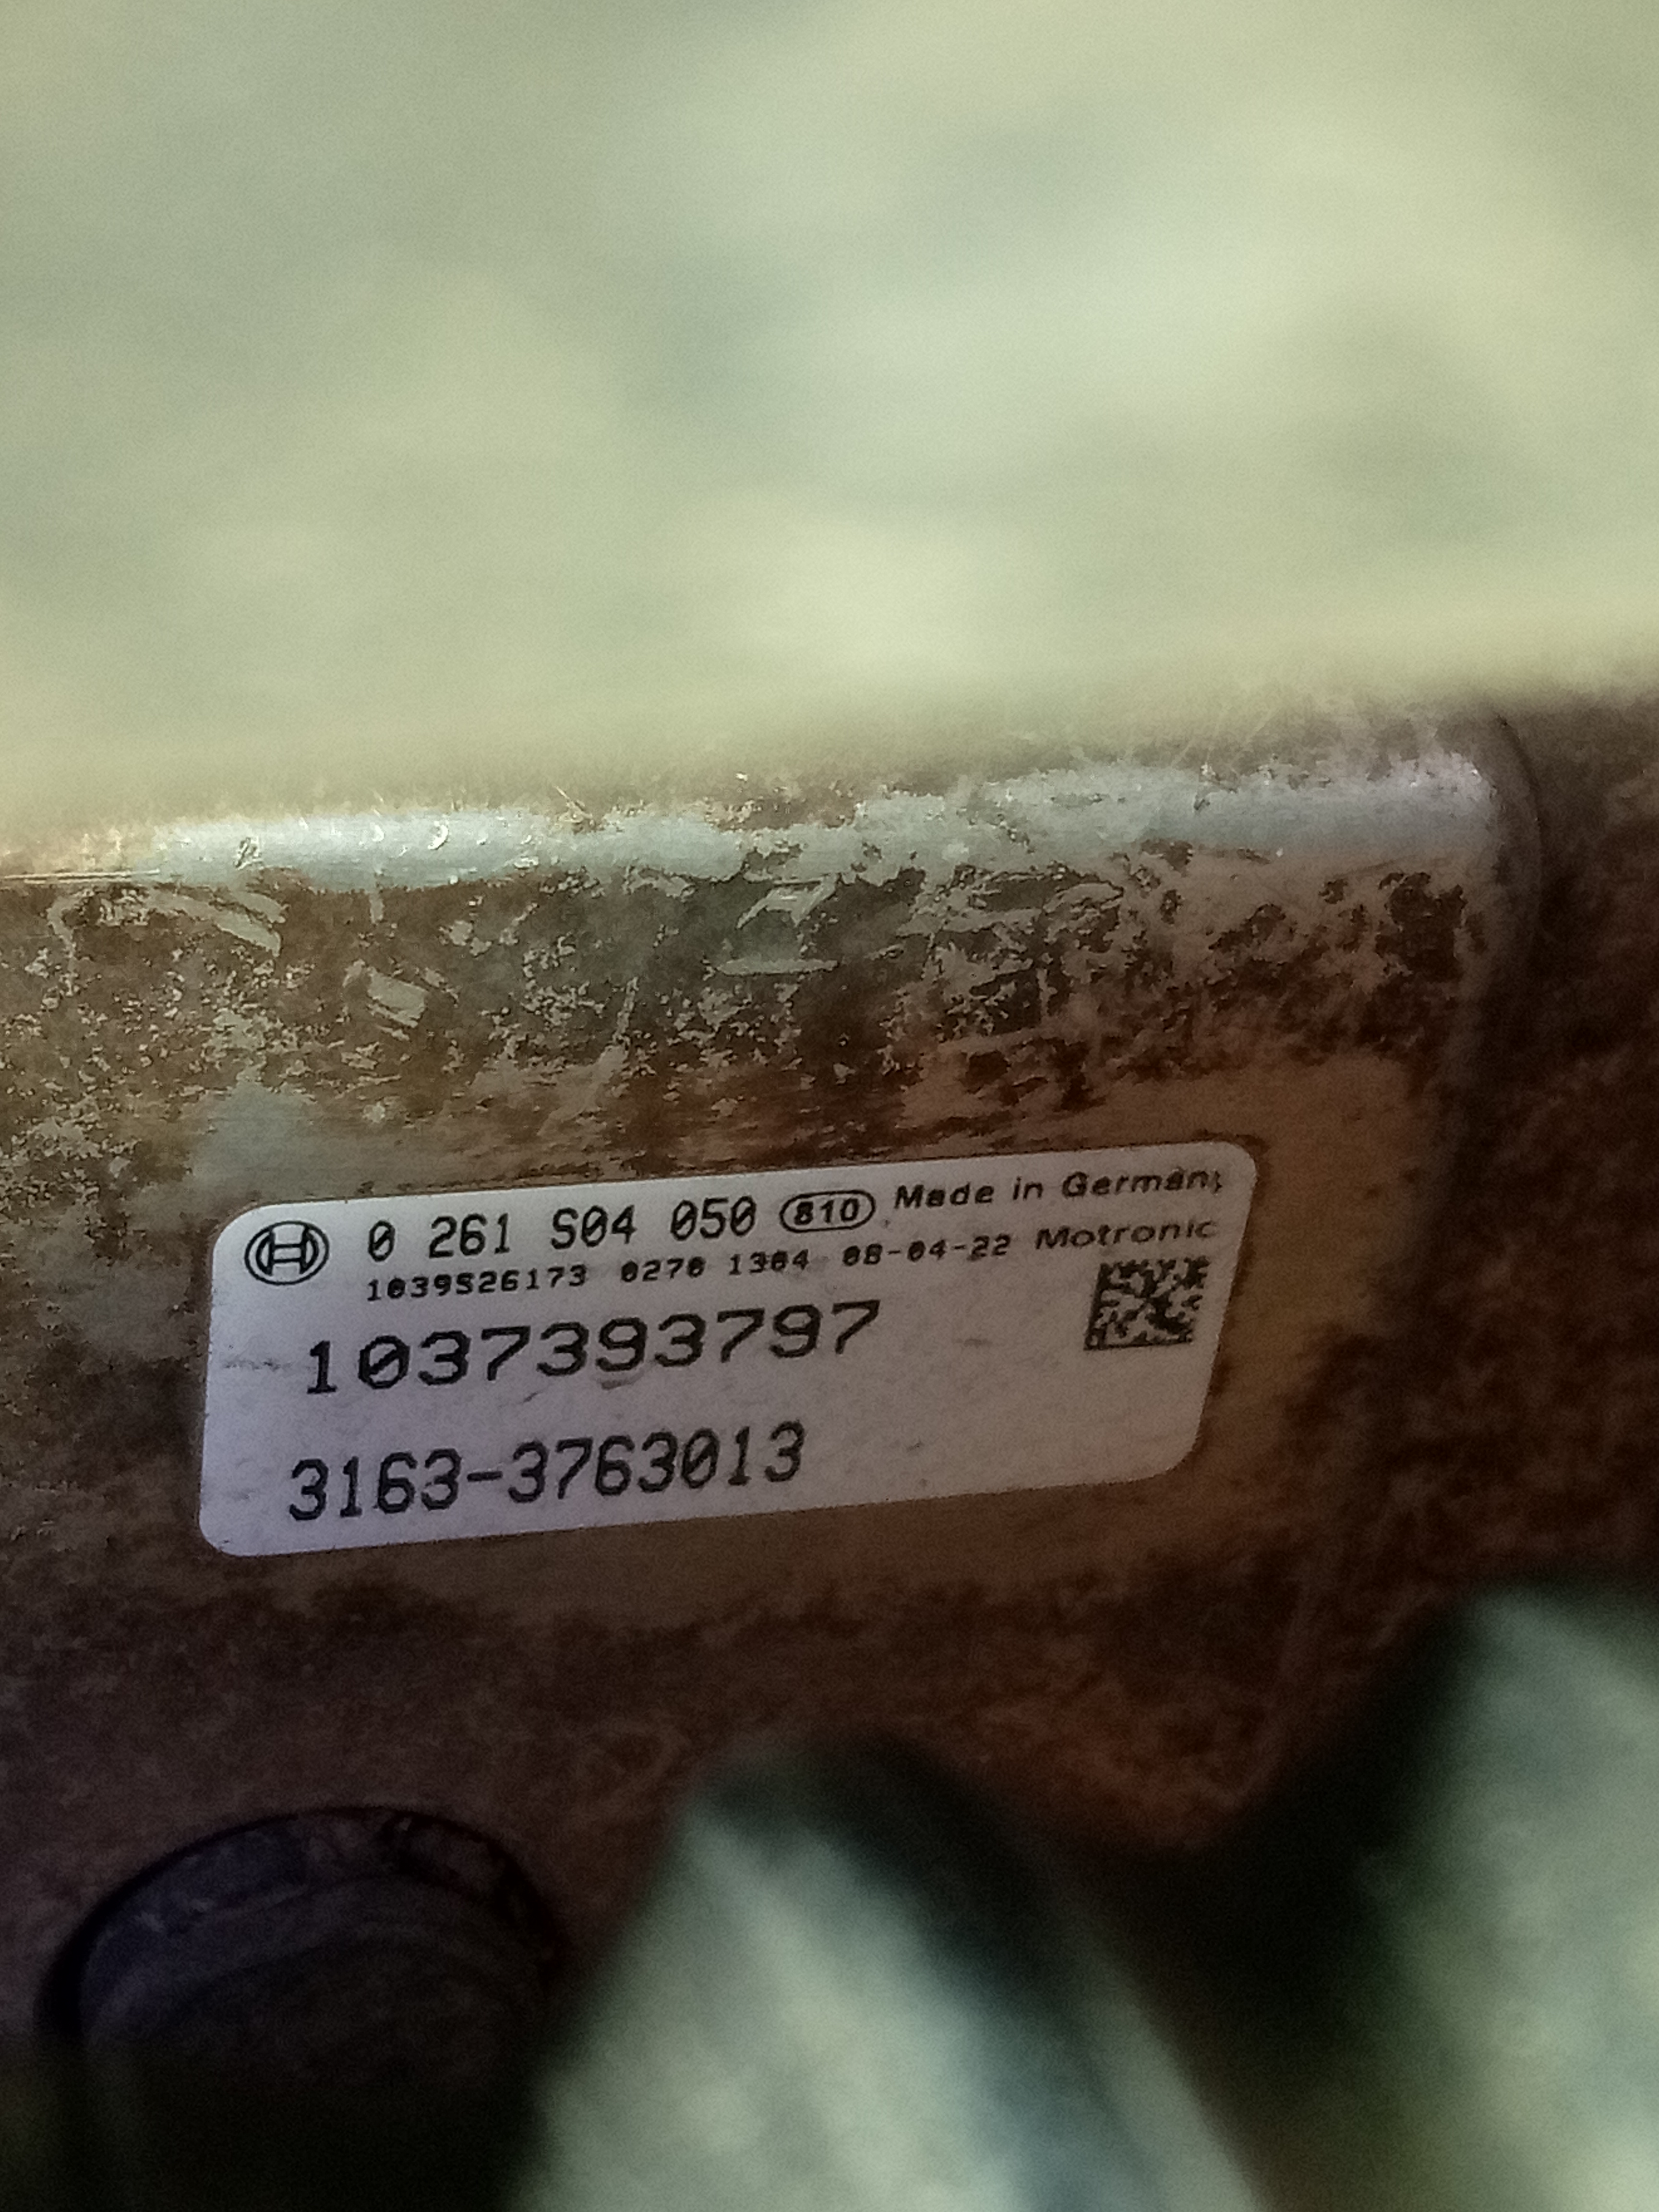 0 261 S04 050 810 Made in Germany
1039S26173 0270 1304 08-04-22 Motronic
1037393797
3163-3763013